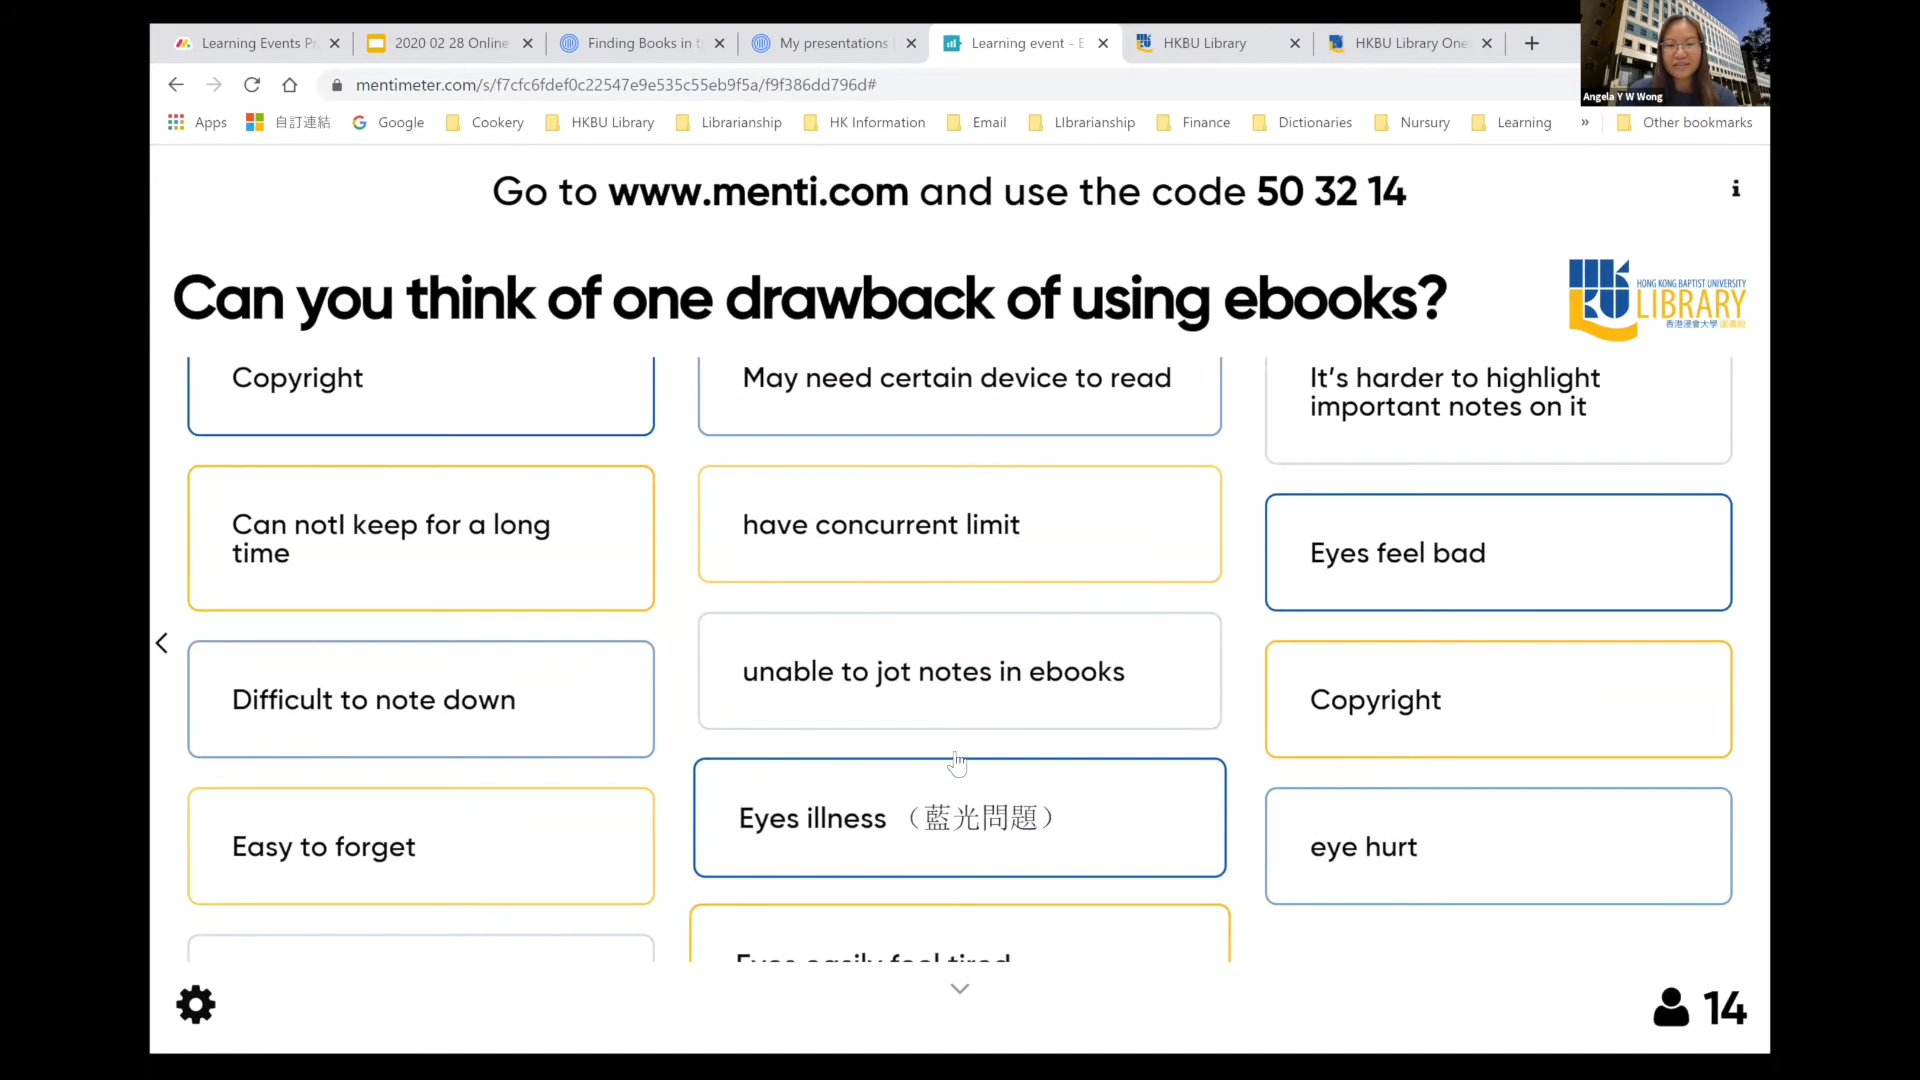 Learning Events Pr
2020 02 28 Online
Finding Books in t
My presentations
Learning event - E
HKBU Library
HKBU Library One
mentimeter.com/s/f7cfc6fdef0c22547e9e535c55eb9f5a/f9f386dd796d#
Angela Y W Wong
Apps
自訂連結
Google
Cookery
HKBU Library
Librarianship
HK Information
Email
LIbrarianship
Finance
Dictionaries
Nursury
Learning
»
Other bookmarks
Go to www.menti.com and use the code 50 32 14
Can you think of one drawback of using ebooks?
HONG KONG BAPTIST UNIVERSITY
LIBRARY
香港浸會大學 圖書館
Copyright
May need certain device to read
It's harder to highlight
important notes on it
Can notI keep for a long
time
have concurrent limit
Eyes feel bad
Difficult to note down
unable to jot notes in ebooks
Copyright
Easy to forget
Eyes illness （藍光問題）
eye hurt
Eyes easily feel tired
14